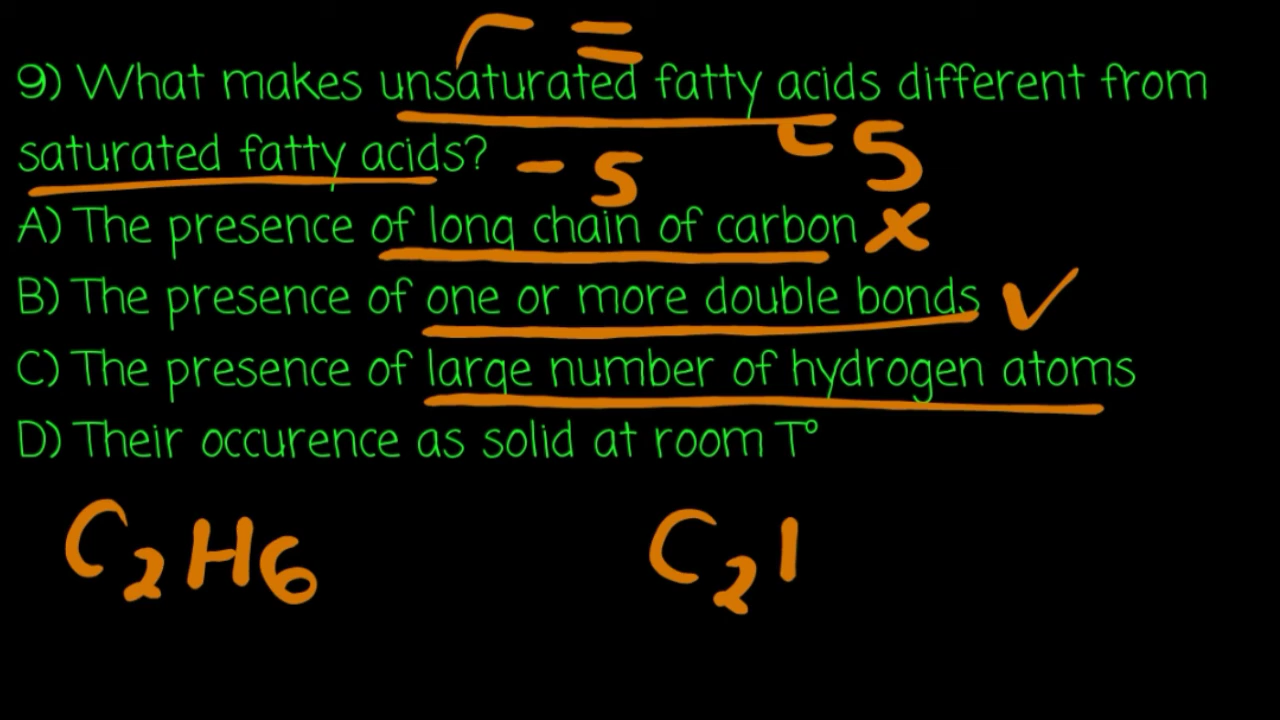 9) What makes unsaturated fatty acids different from
saturated fatty acids? - S
A) The presence of long chain of carbon x
B) The presence of one or more double bonds ✓
C) The presence of large number of hydrogen atoms
D) Their occurence as solid at room T°
C₂H₆ C₂